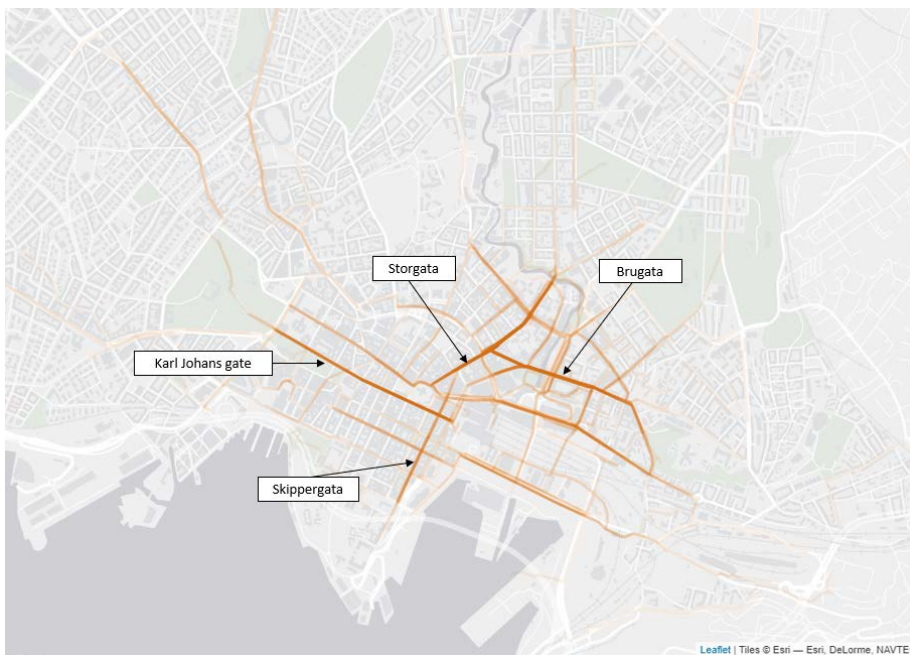 Storgata
Brugata
Karl Johans gate
Skippergata
Leaflet | Tiles © Esri — Esri, DeLorme, NAVTE